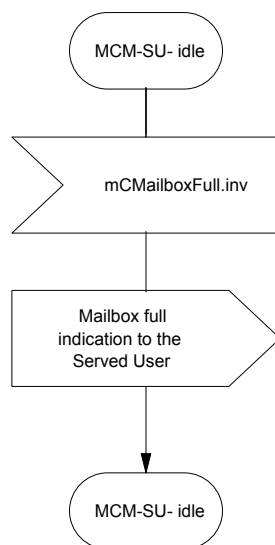 MCM-SU- idle
mCMailboxFull.inv
Mailbox full
indication to the
Served User
MCM-SU- idle